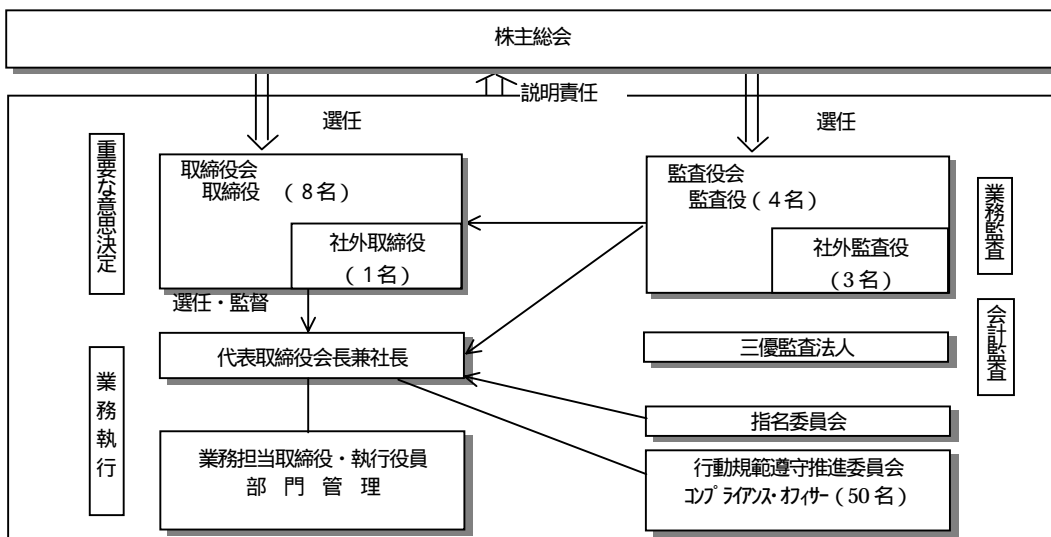 株主総会
説明責任
選任
選任
重要な意思決定
取締役会
取締役 (8名)
社外取締役
(1名)
監査役会
監査役(4名)
社外監査役
(3名)
業務監査
選任・監督
代表取締役会長兼社長
三優監査法人
会計監査
業務執行
指名委員会
業務担当取締役・執行役員
部 門 管 理
行動規範遵守推進委員会
コンプライアンス・オフィサー(50名)